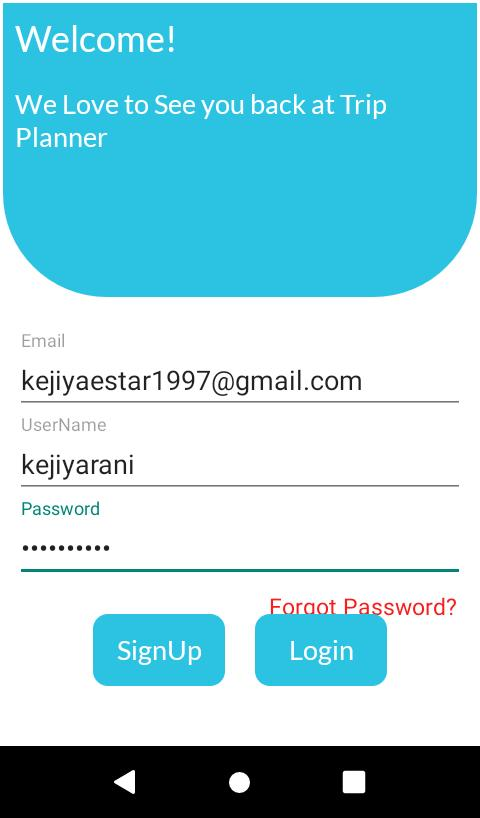 Welcome!
We Love to See you back at Trip
Planner
Email
kejiyaestar1997@gmail.com
UserName
kejiyarani
Password
••••••••••
Forgot Password?
SignUp
Login